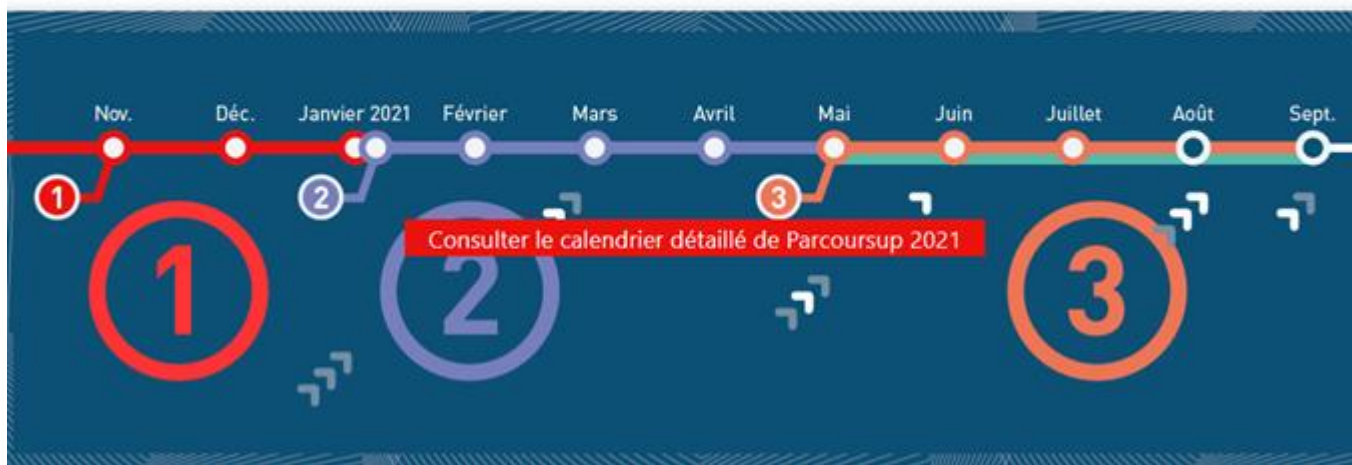 Nov. Déc. Janvier 2021 Février Mars Avril Mai Juin Juillet Août Sept.
1 2 3
Consulter le calendrier détaillé de Parcoursup 2021
1 2 3